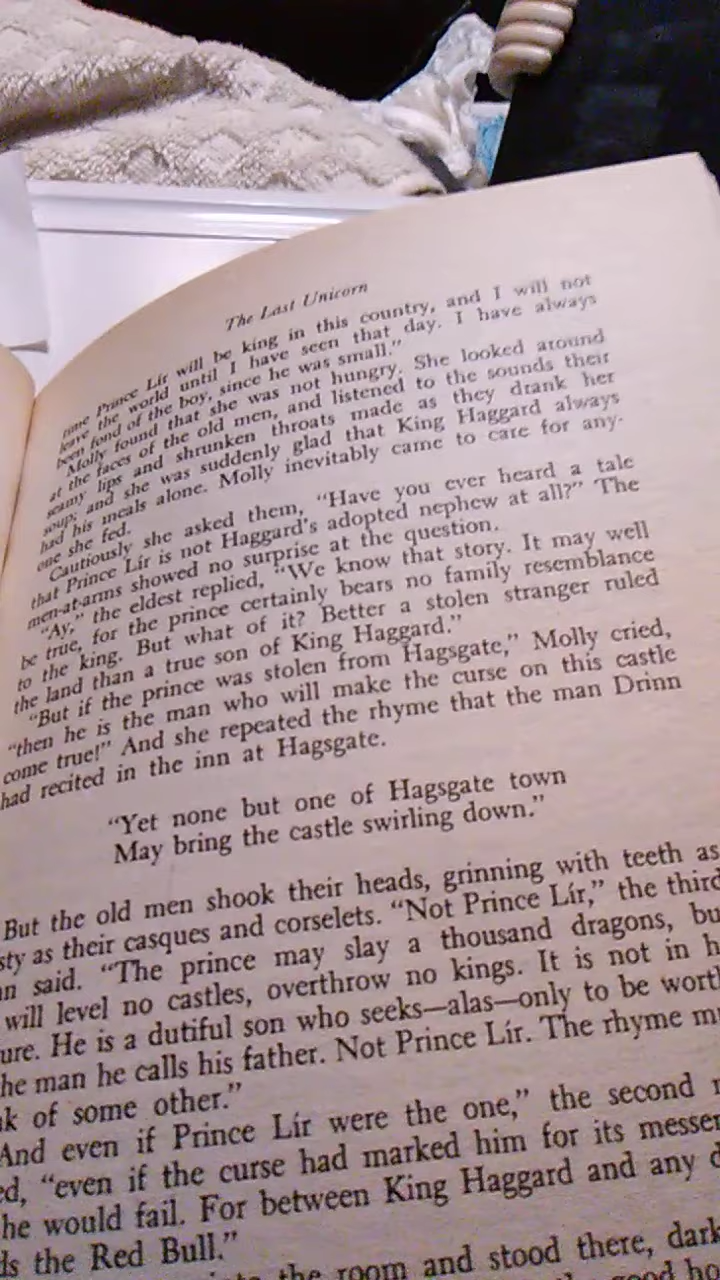 The Last Unicorn
time Prince Lír will be king in this country, and I will not
leave the world until I have seen that day. I have always
been fond of the boy, since he was small."
Molly found that she was not hungry. She looked around
at the faces of the old men, and listened to the sounds their
seamy lips and shrunken throats made as they drank her
soup; and she was suddenly glad that King Haggard always
had his meals alone. Molly inevitably came to care for any-
one she fed.
Cautiously she asked them, "Have you ever heard a tale
that Prince Lír is not Haggard's adopted nephew at all?" The
men-at-arms showed no surprise at the question.
"Ay," the eldest replied, "We know that story. It may well
be true, for the prince certainly bears no family resemblance
to the king. But what of it? Better a stolen stranger ruled
the land than a true son of King Haggard."
"But if the prince was stolen from Hagsgate," Molly cried,
"then he is the man who will make the curse on this castle
come true!" And she repeated the rhyme that the man Drinn
had recited in the inn at Hagsgate.
"Yet none but one of Hagsgate town
May bring the castle swirling down."
But the old men shook their heads, grinning with teeth as
sty as their casques and corselets. "Not Prince Lír," the third
an said. "The prince may slay a thousand dragons, bu
will level no castles, overthrow no kings. It is not in h
ure. He is a dutiful son who seeks—alas—only to be wort
he man he calls his father. Not Prince Lír. The rhyme m
ak of some other."
And even if Prince Lír were the one," the second
ed, "even if the curse had marked him for its messen
he would fail. For between King Haggard and any d
ds the Red Bull."
the room and stood there, dark